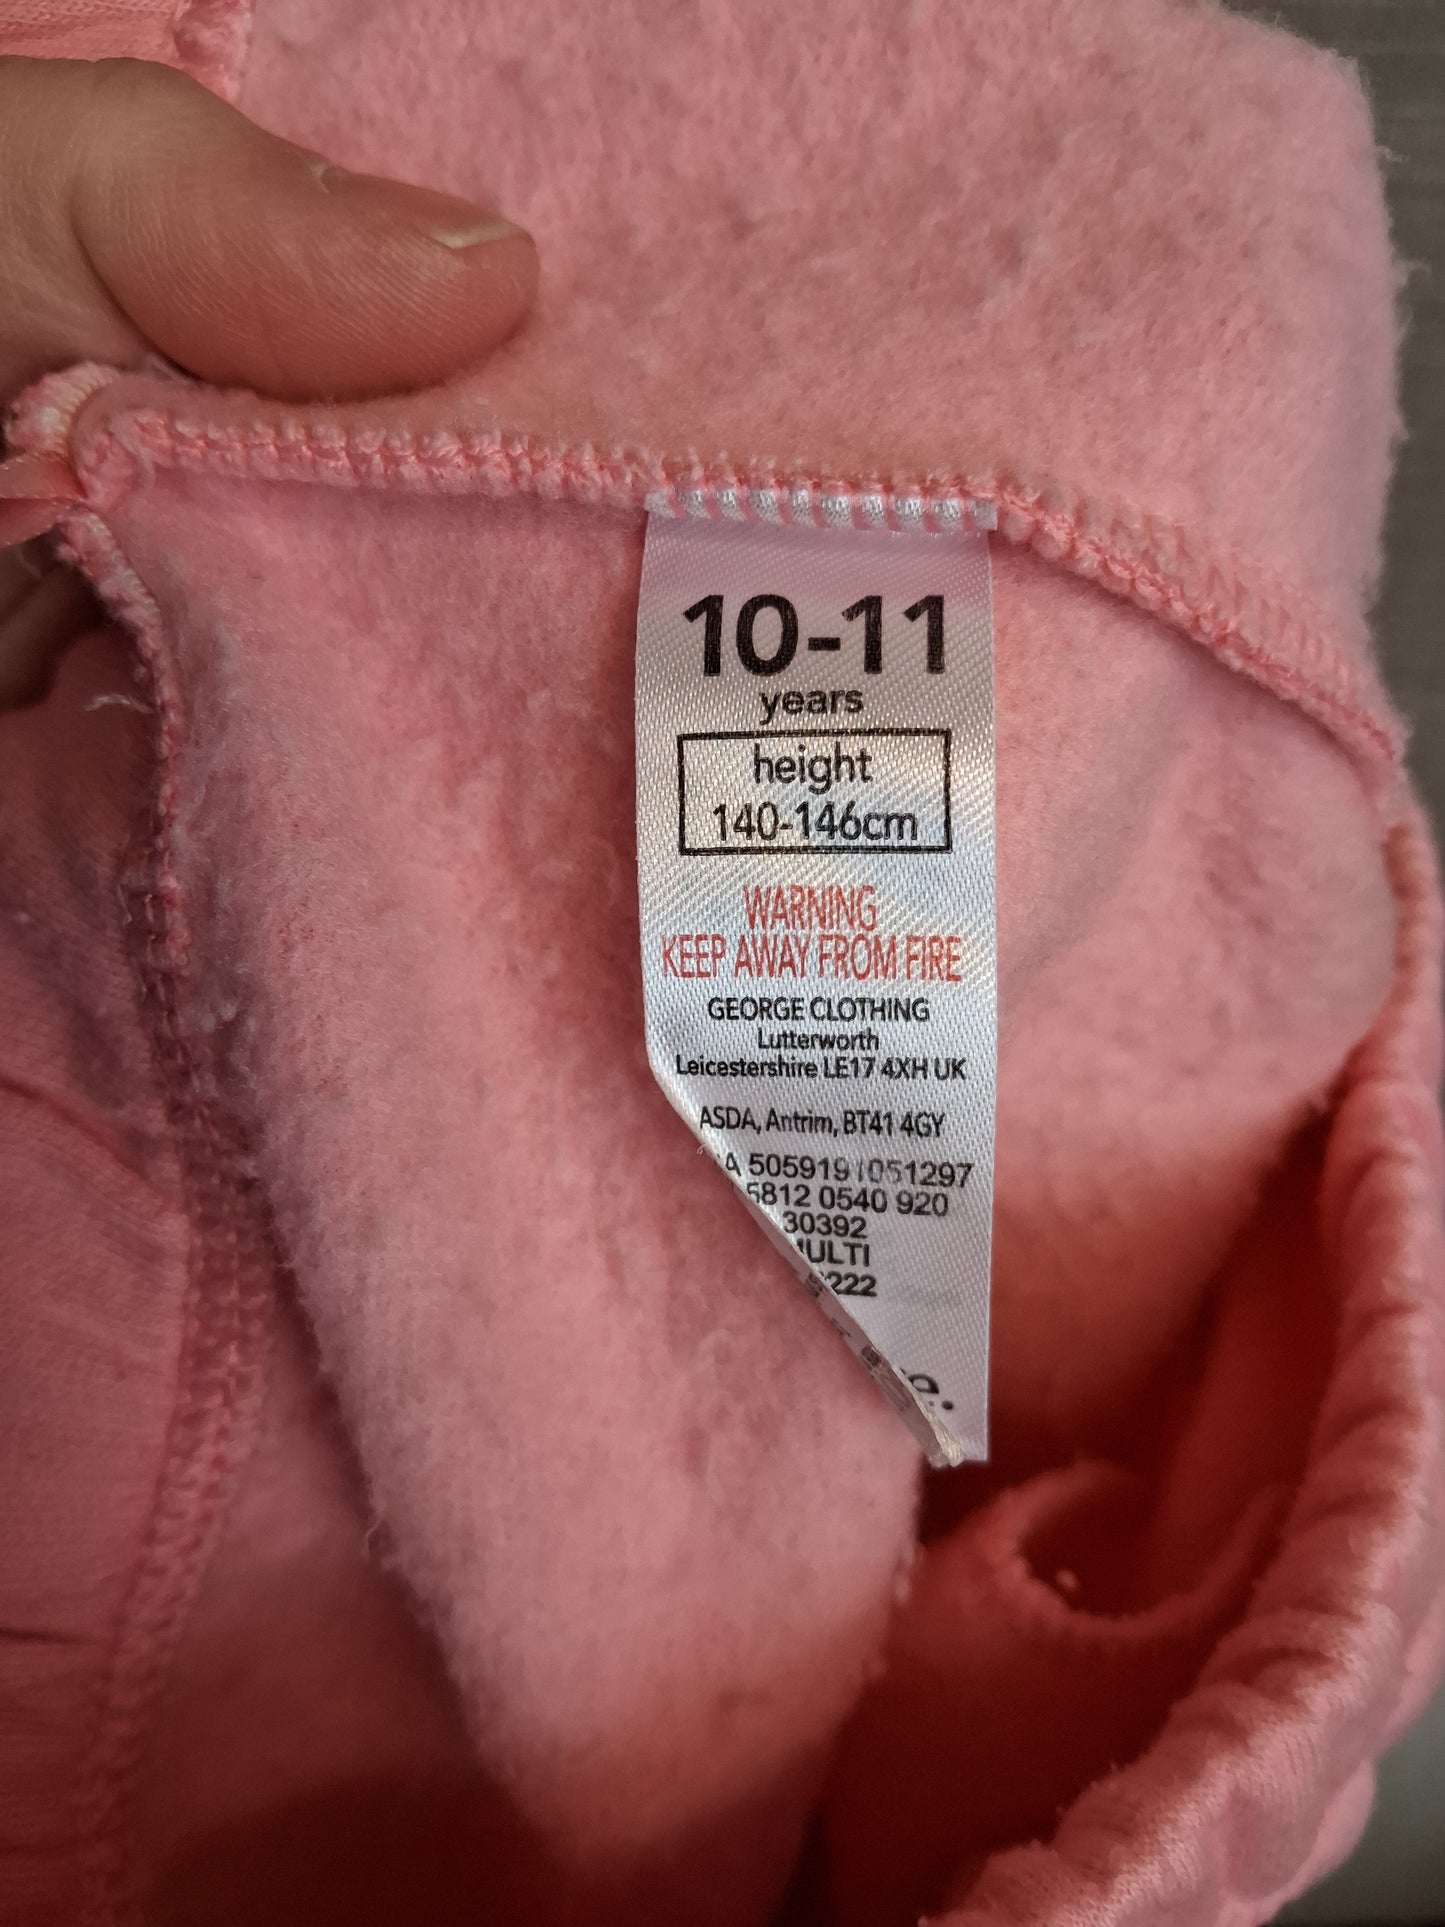 10-11
years
height
140-146cm
WARNING
KEEP AWAY FROM FIRE
GEORGE CLOTHING
Lutterworth
Leicestershire LE17 4XH UK
ASDA, Antrim, BT41 4GY
5059191051297
5812 0540 920
30392